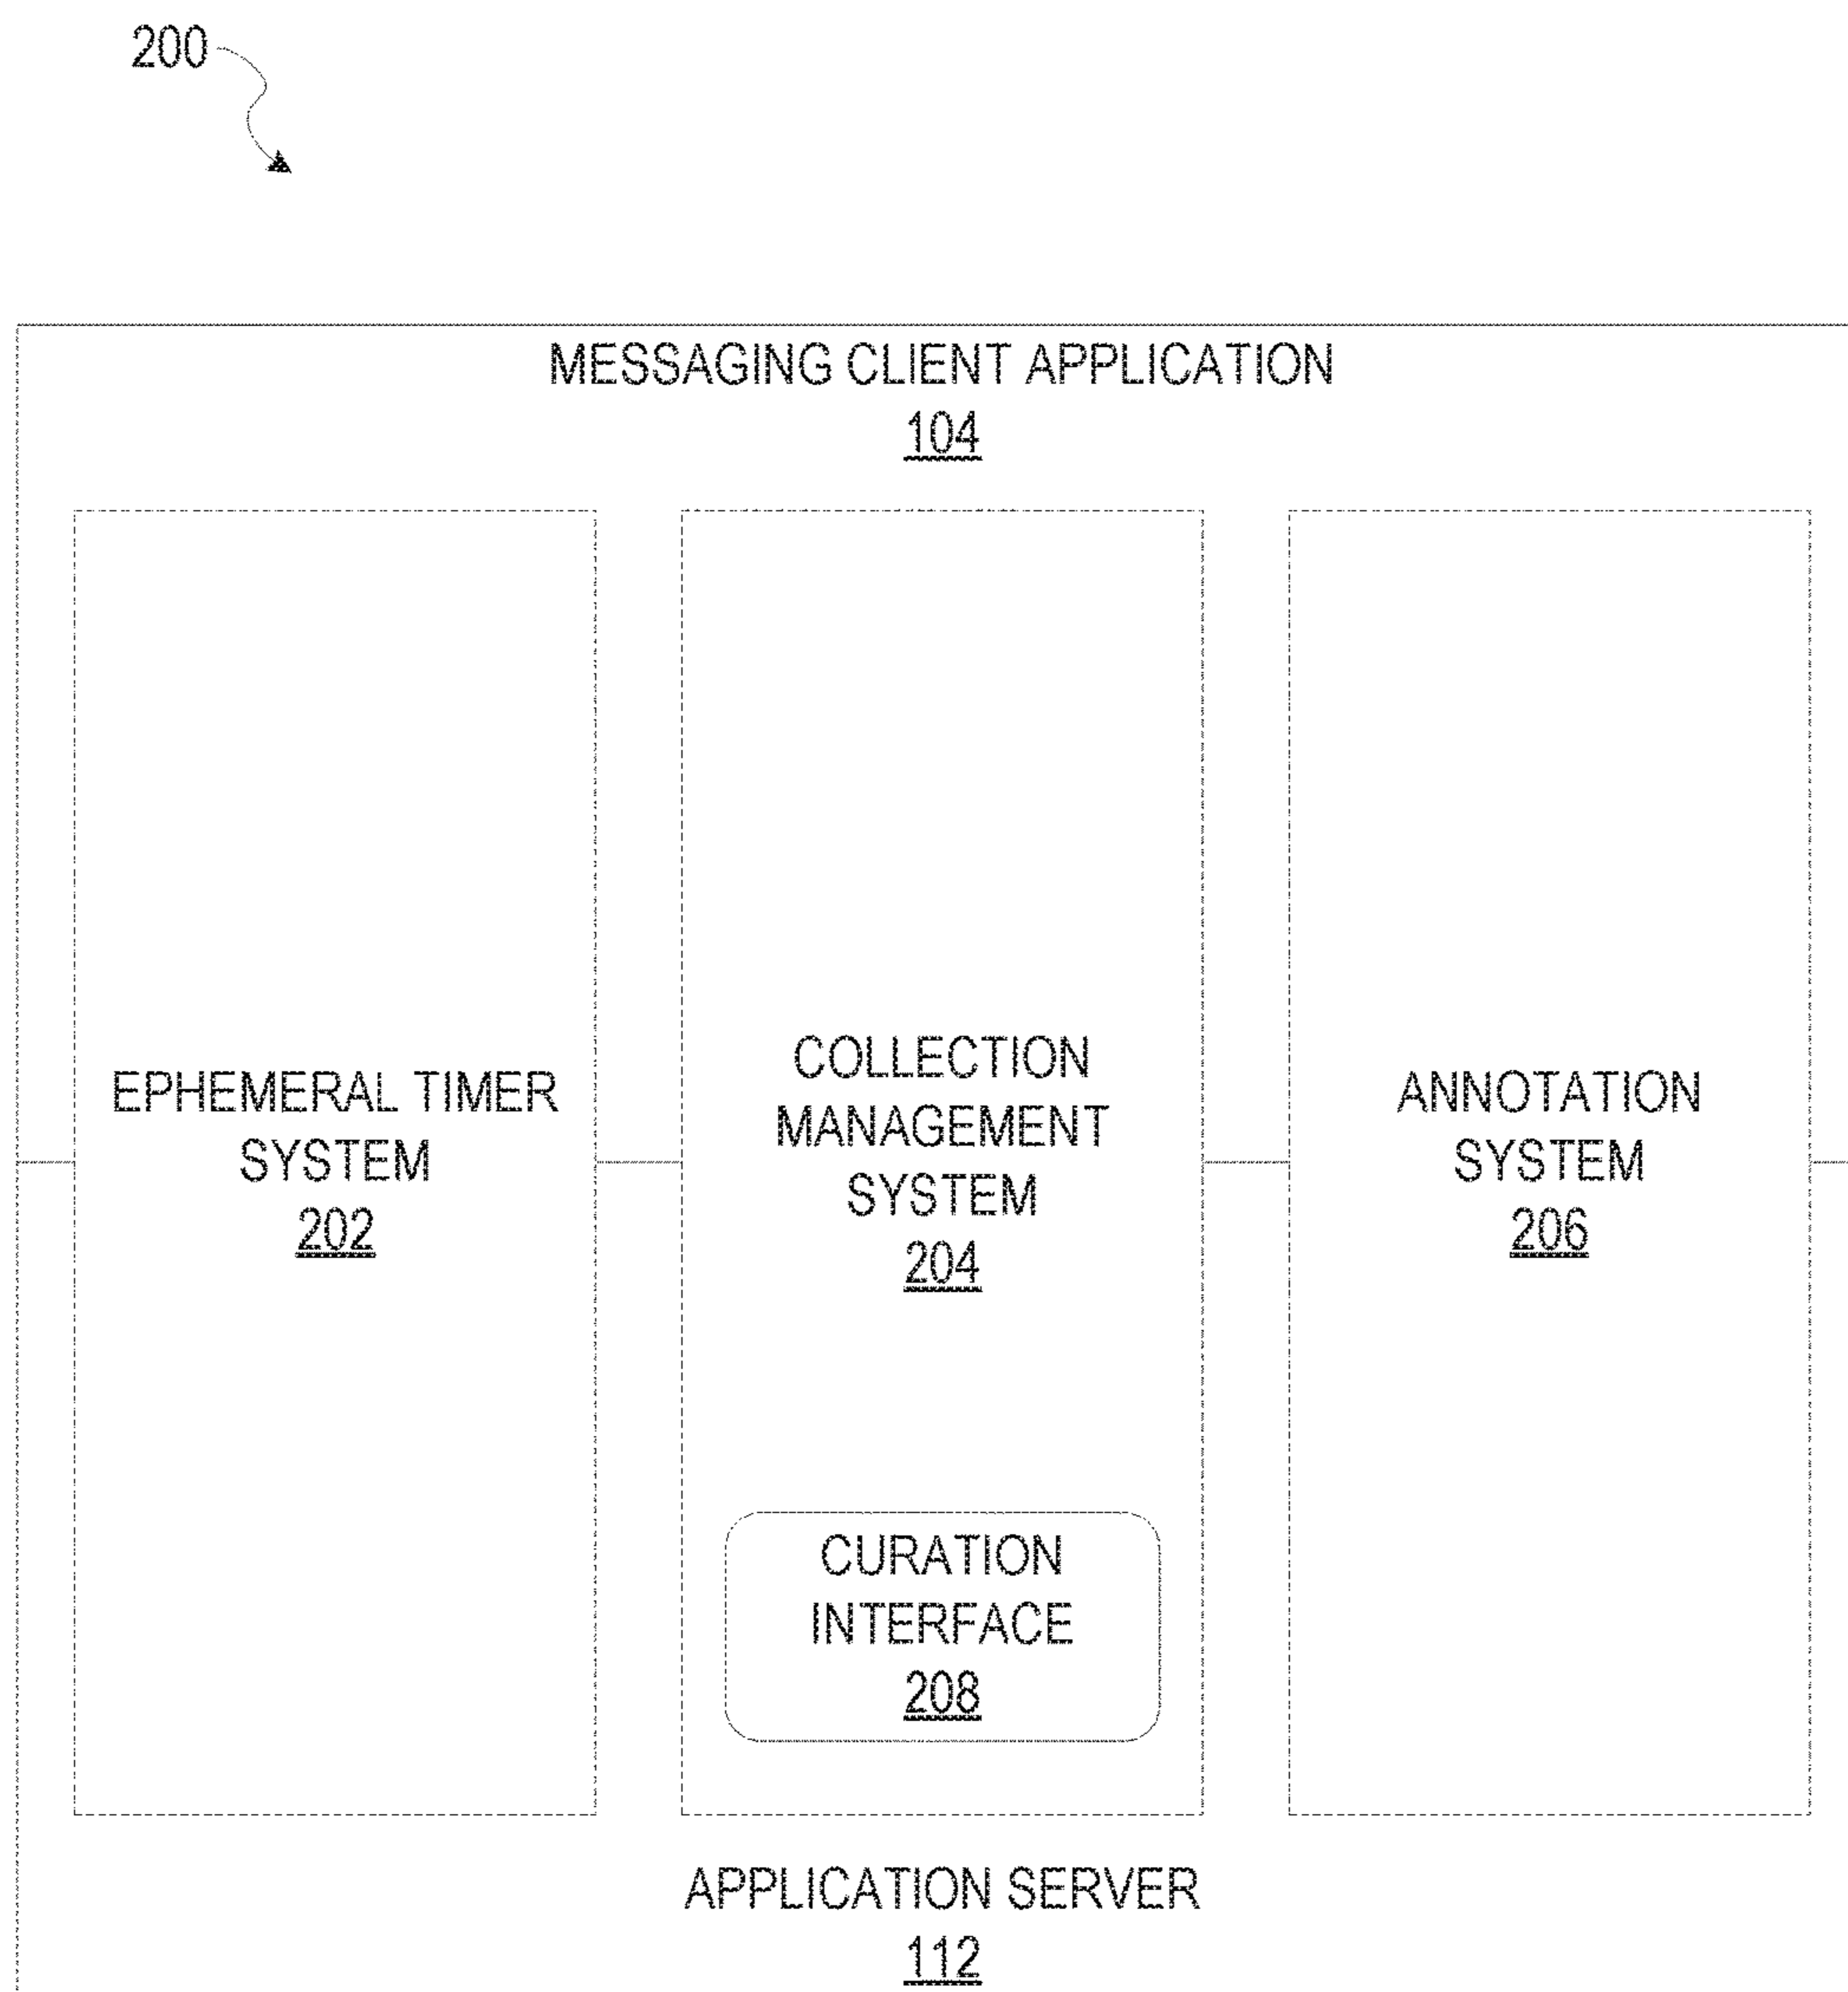 200
MESSAGING CLIENT APPLICATION
104
EPHEMERAL TIMER
SYSTEM
202
COLLECTION
MANAGEMENT
SYSTEM
204
CURATION
INTERFACE
208
ANNOTATION
SYSTEM
206
APPLICATION SERVER
112